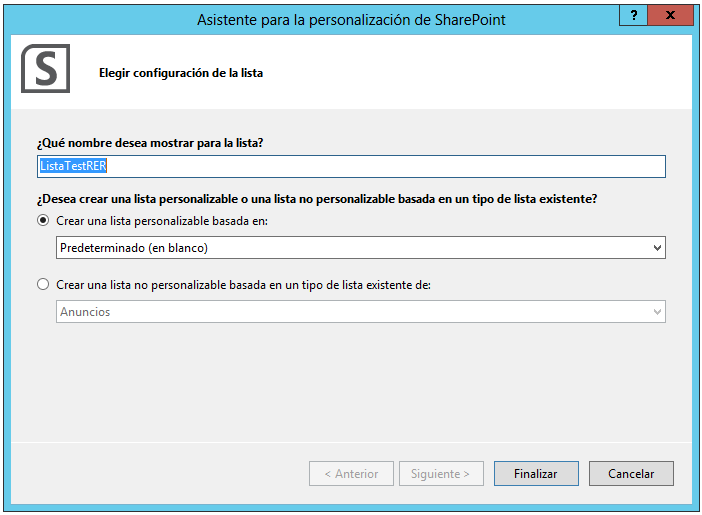 Asistente para la personalización de SharePoint
?
x
S
Elegir configuración de la lista
¿Qué nombre desea mostrar para la lista?
ListaTestRER
¿Desea crear una lista personalizable o una lista no personalizable basada en un tipo de lista existente?
Crear una lista personalizable basada en:
Predeterminado (en blanco)
Crear una lista no personalizable basada en un tipo de lista existente de:
Anuncios
< Anterior
Siguiente >
Finalizar
Cancelar